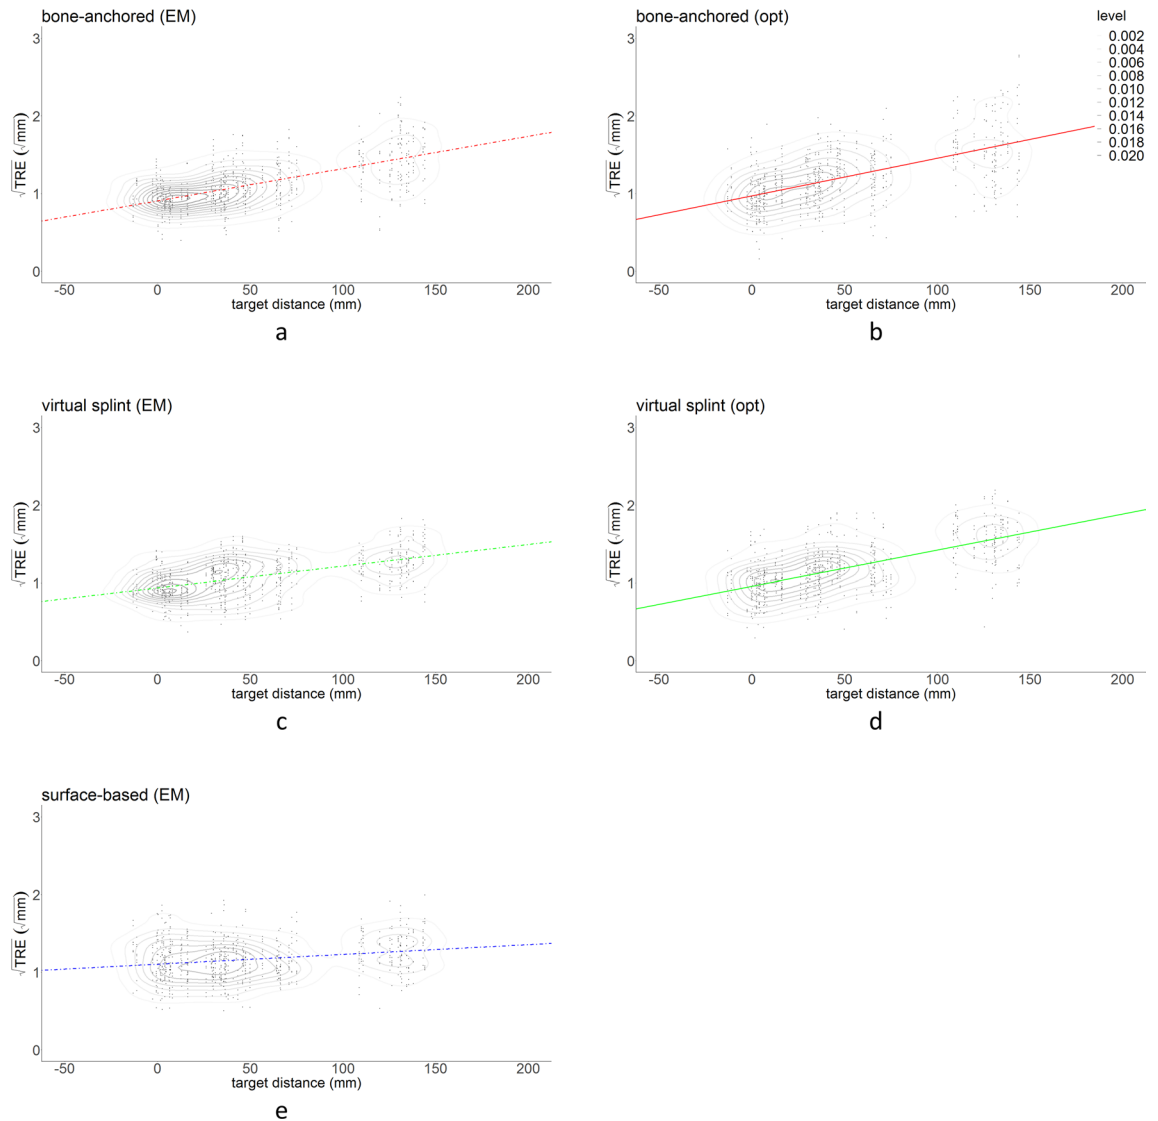 bone-anchored (EM)
3
2
1
0
√TRE (√mm)
-50 0 50 100 150 200
target distance (mm)
a
bone-anchored (opt)
3
2
1
0
√TRE (√mm)
-50 0 50 100 150 200
target distance (mm)
b
level
0.002
0.004
0.006
0.008
0.010
0.012
0.014
0.016
0.018
0.020
virtual splint (EM)
3
2
1
0
√TRE (√mm)
-50 0 50 100 150 200
target distance (mm)
c
virtual splint (opt)
3
2
1
0
√TRE (√mm)
-50 0 50 100 150 200
target distance (mm)
d
surface-based (EM)
3
2
1
0
√TRE (√mm)
-50 0 50 100 150 200
target distance (mm)
e